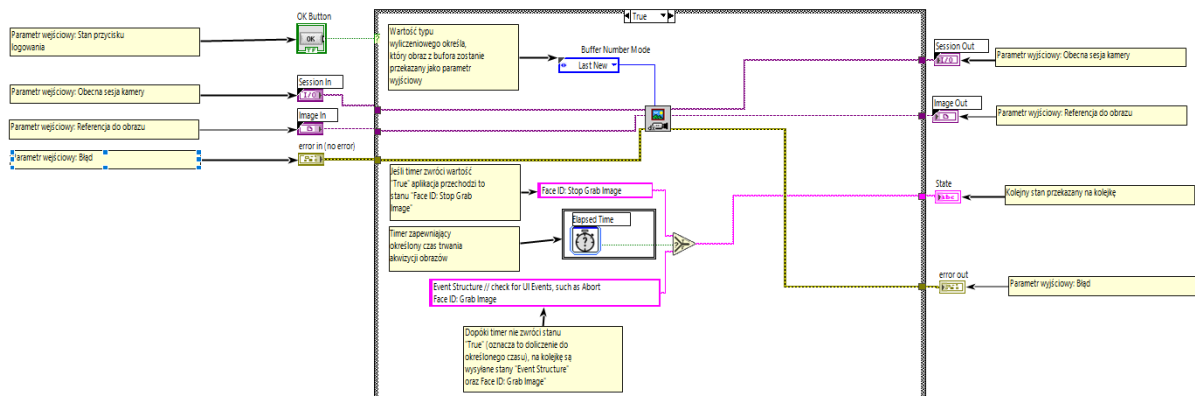 OK Button
OK
Parametr wejściowy: Stan przycisku
logowania
Session In
I/O
Parametr wejściowy: Obecna sesja kamery
Image In
Parametr wejściowy: Referencja do obrazu
error in (no error)
Parametr wejściowy: Błąd
True
Wartość typu
wyliczeniowego określa,
który obraz z bufora zostanie
przekazany jako parametr
wyjściowy
Buffer Number Mode
Last New
Jeśli timer zwróci wartość
"True" aplikacja przechodzi to
stanu "Face ID: Stop Grab
Image"
Face ID: Stop Grab Image
Timer zapewniający
określony czas trwania
akwizycji obrazów
Elapsed Time
Event Structure // check for UI Events, such as Abort
Face ID: Grab Image
Dopóki timer nie zwróci stanu
"True" (oznacza to doliczenie do
określonego czasu), na kolejkę są
wysyłane stany "Event Structure"
oraz Face ID: Grab Image"
Session Out
I/O
Parametr wyjściowy: Obecna sesja kamery
Image Out
Parametr wyjściowy: Referencja do obrazu
State
abc
Kolejny stan przekazany na kolejkę
error out
Parametr wyjściowy: Błąd